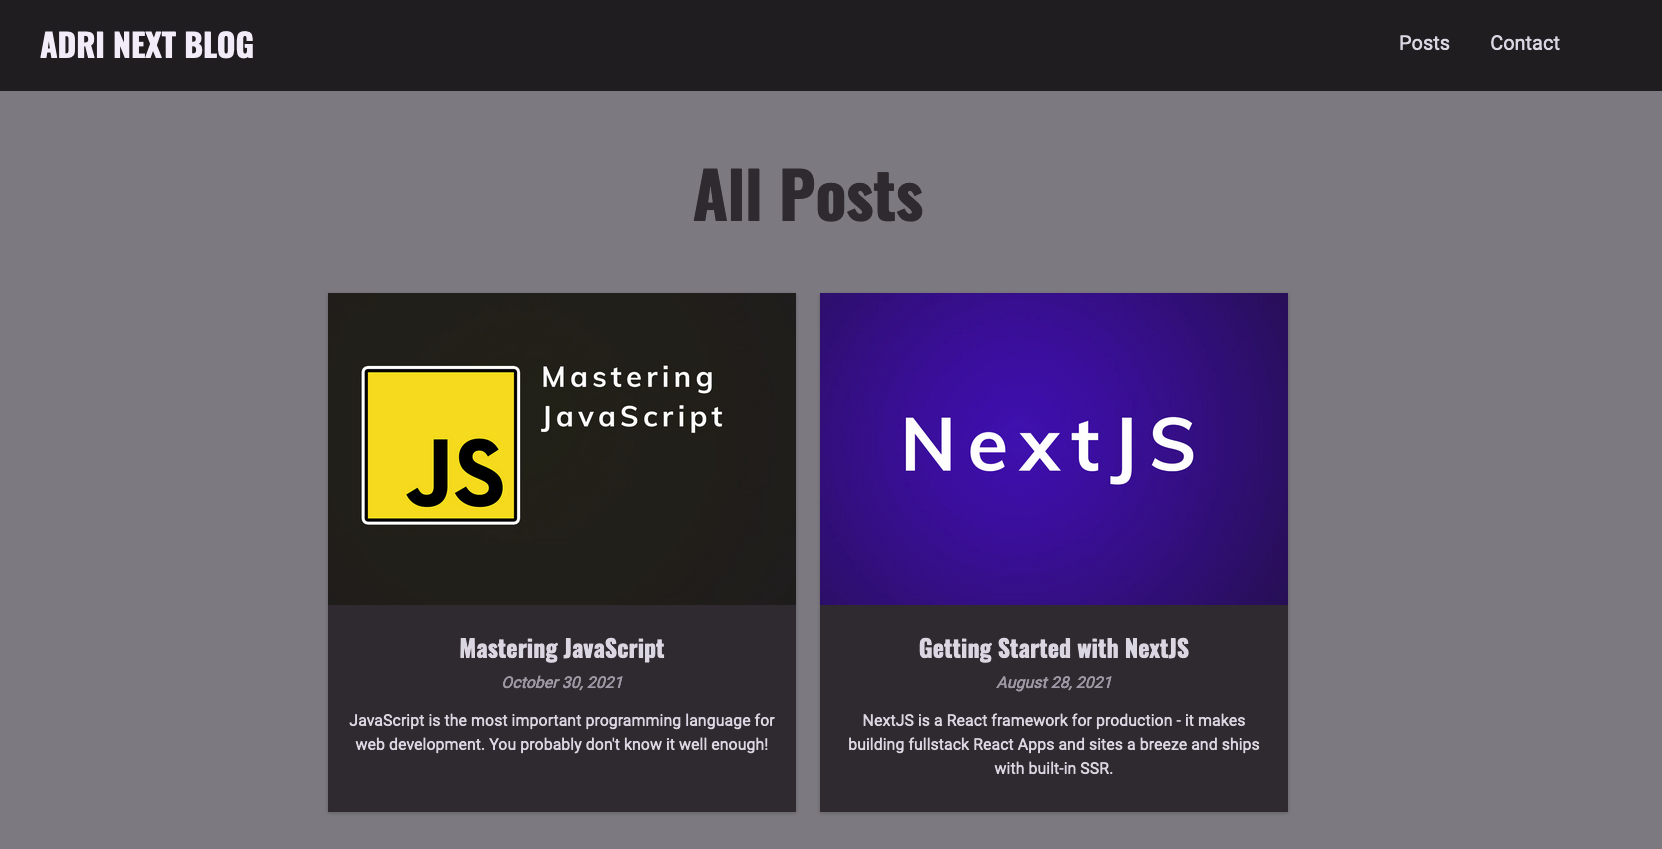 ADRI NEXT BLOG
Posts
Contact
All Posts
Mastering
JavaScript
JS
NextJS
Mastering JavaScript
October 30, 2021
JavaScript is the most important programming language for
web development. You probably don't know it well enough!
Getting Started with NextJS
August 28, 2021
NextJS is a React framework for production - it makes
building fullstack React Apps and sites a breeze and ships
with built-in SSR.